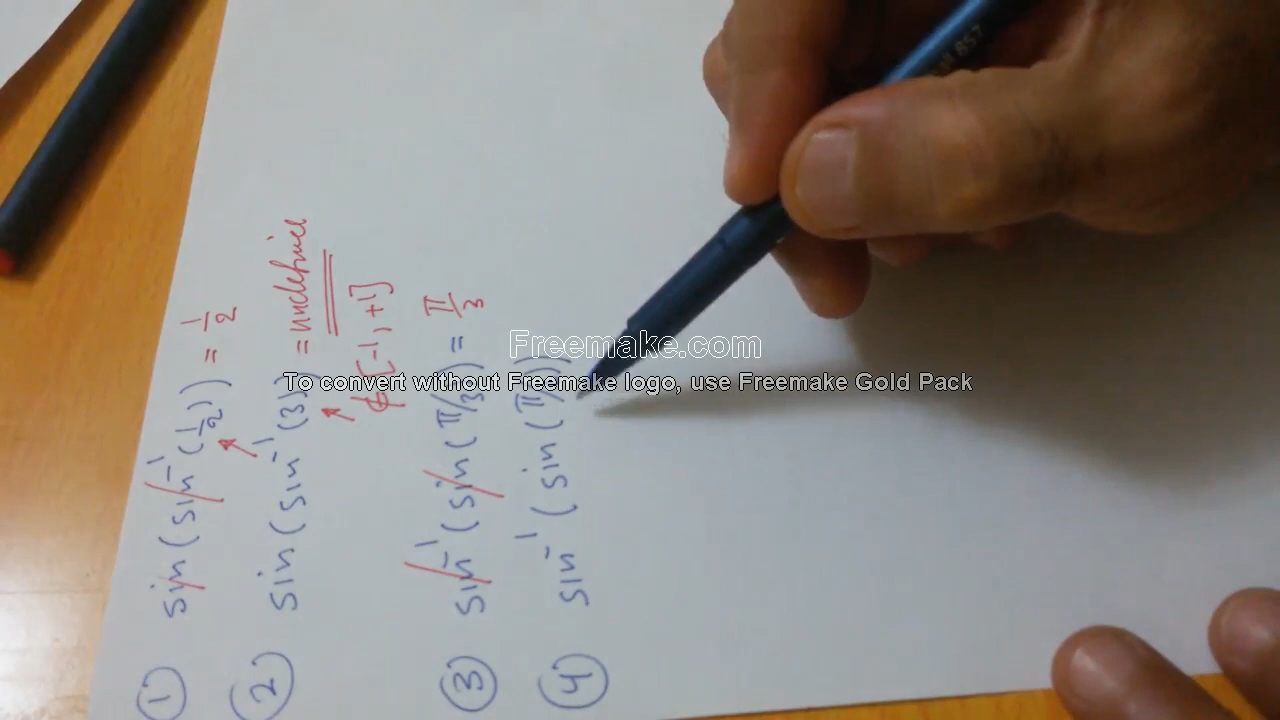 ① sin(sin⁻¹(1/2)) = 1/2
② sin(sin⁻¹(3)) = undefined
∉ [-1, +1]
③ sin⁻¹(sin(π/3)) = π/3
④ sin⁻¹(sin(π/
Freemake.com
To convert without Freemake logo, use Freemake Gold Pack
857